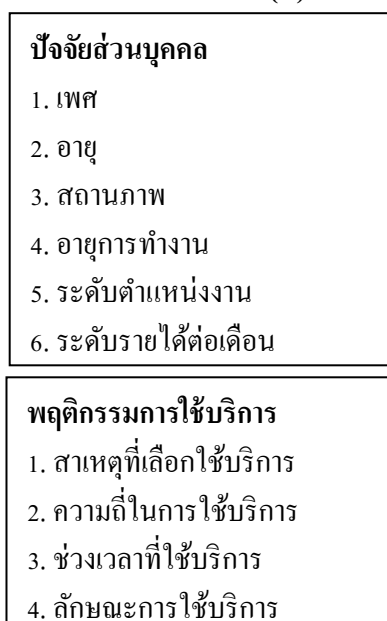 ปัจจัยส่วนบุคคล
1. เพศ
2. อายุ
3. สถานภาพ
4. อายุการทำงาน
5. ระดับตำแหน่งงาน
6. ระดับรายได้ต่อเดือน
พฤติกรรมการใช้บริการ
1. สาเหตุที่เลือกใช้บริการ
2. ความถี่ในการใช้บริการ
3. ช่วงเวลาที่ใช้บริการ
4. ลักษณะการใช้บริการ